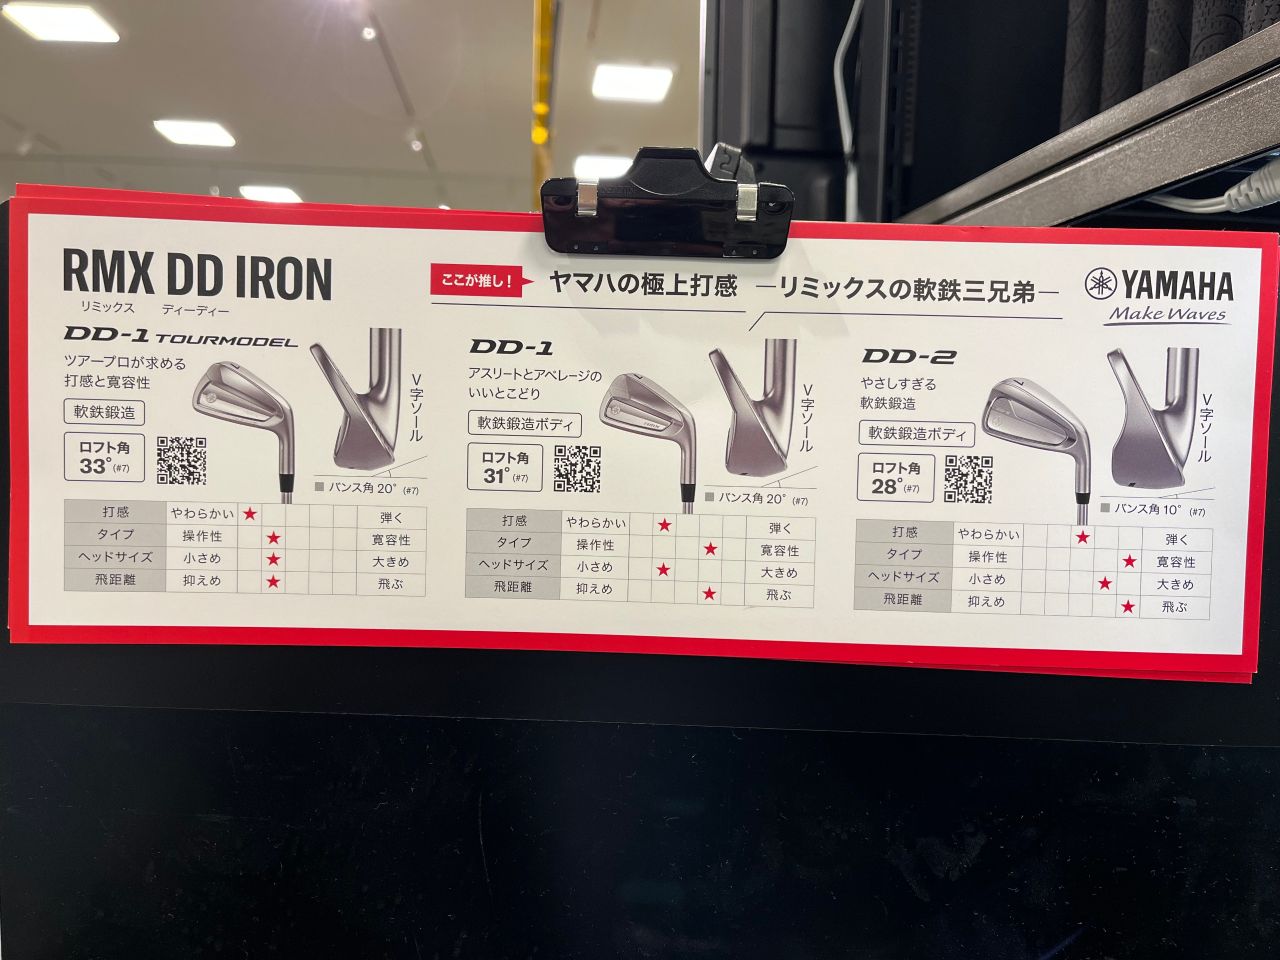 RMX DD IRON
リミックス ディーディー
ここが推し!
ヤマハの極上打感 ―リミックスの軟鉄三兄弟―
YAMAHA
Make Waves
DD-1 TOURMODEL
ツアープロが求める
打感と寛容性
軟鉄鍛造
ロフト角
33° (#7)
V字ソール
バンス角 20° (#7)
打感 やわらかい ★ 弾く
タイプ 操作性 ★ 寛容性
ヘッドサイズ 小さめ ★ 大きめ
飛距離 抑えめ ★ 飛ぶ
DD-1
アスリートとアベレージの
いいとこどり
軟鉄鍛造ボディ
ロフト角
31° (#7)
V字ソール
バンス角 20° (#7)
打感 やわらかい ★ 弾く
タイプ 操作性 ★ 寛容性
ヘッドサイズ 小さめ ★ 大きめ
飛距離 抑えめ ★ 飛ぶ
DD-2
やさしすぎる
軟鉄鍛造
軟鉄鍛造ボディ
ロフト角
28° (#7)
V字ソール
バンス角 10° (#7)
打感 やわらかい ★ 弾く
タイプ 操作性 ★ 寛容性
ヘッドサイズ 小さめ ★ 大きめ
飛距離 抑えめ ★ 飛ぶ